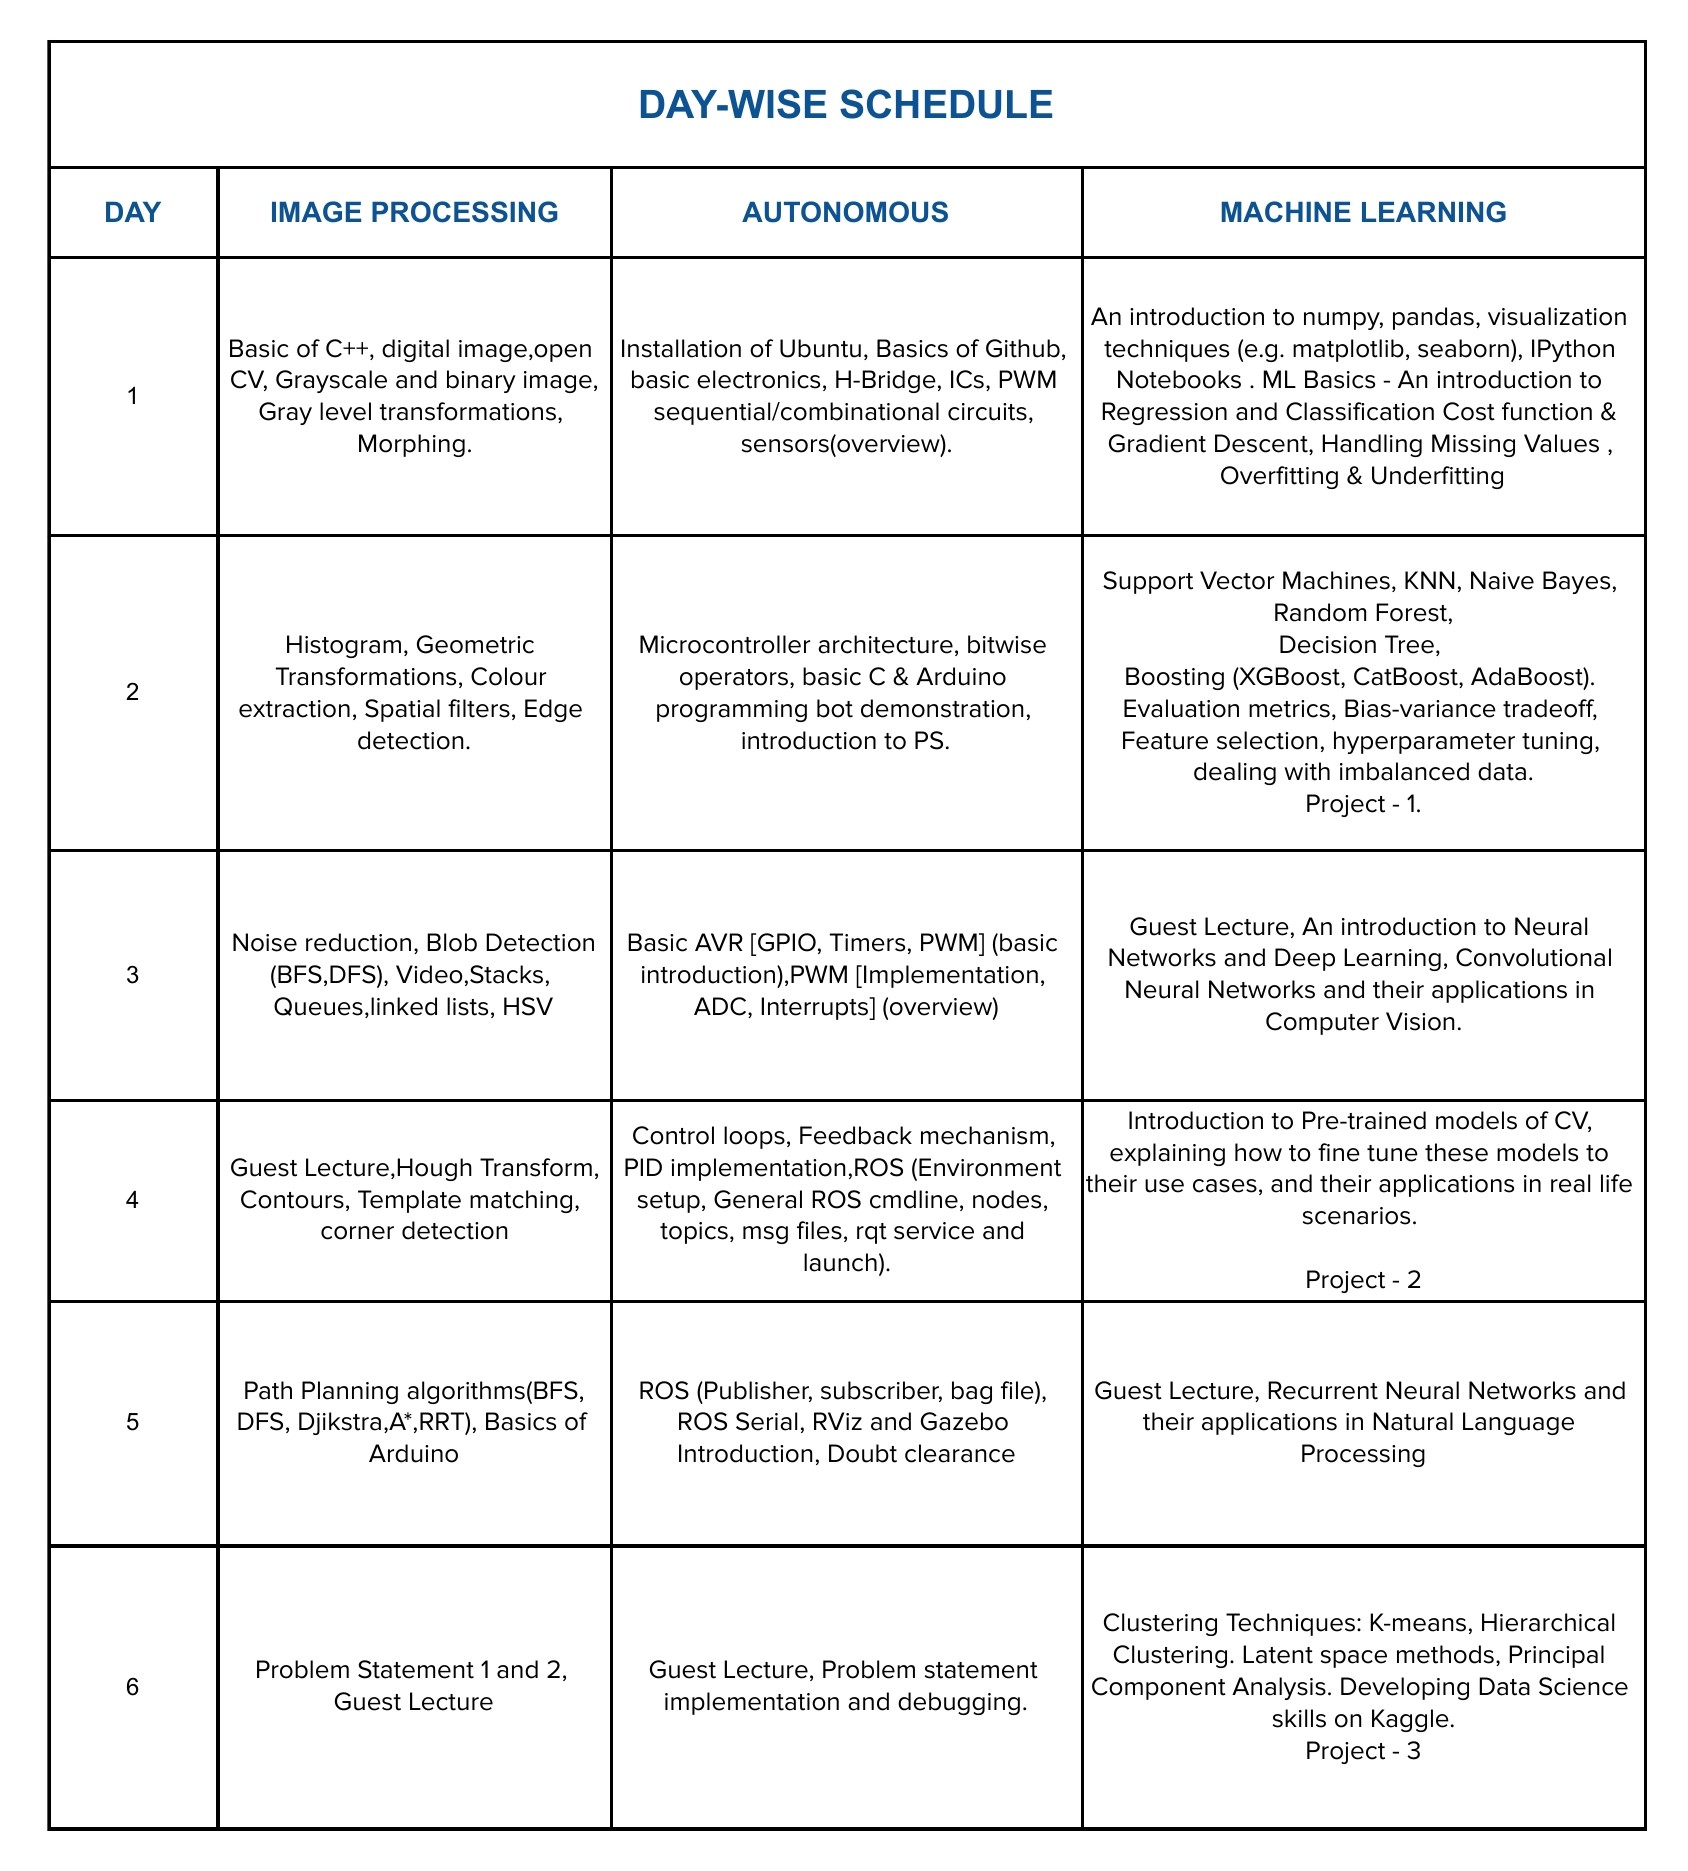 DAY-WISE SCHEDULE
DAY
IMAGE PROCESSING
AUTONOMOUS
MACHINE LEARNING
1
Basic of C++, digital image,open
CV, Grayscale and binary image,
Gray level transformations,
Morphing.
Installation of Ubuntu, Basics of Github,
basic electronics, H-Bridge, ICs, PWM
sequential/combinational circuits,
sensors(overview).
An introduction to numpy, pandas, visualization
techniques (e.g. matplotlib, seaborn), IPython
Notebooks . ML Basics - An introduction to
Regression and Classification Cost function &
Gradient Descent, Handling Missing Values ,
Overfitting & Underfitting
2
Histogram, Geometric
Transformations, Colour
extraction, Spatial filters, Edge
detection.
Microcontroller architecture, bitwise
operators, basic C & Arduino
programming bot demonstration,
introduction to PS.
Support Vector Machines, KNN, Naive Bayes,
Random Forest,
Decision Tree,
Boosting (XGBoost, CatBoost, AdaBoost).
Evaluation metrics, Bias-variance tradeoff,
Feature selection, hyperparameter tuning,
dealing with imbalanced data.
Project - 1.
3
Noise reduction, Blob Detection
(BFS,DFS), Video,Stacks,
Queues,linked lists, HSV
Basic AVR [GPIO, Timers, PWM] (basic
introduction),PWM [Implementation,
ADC, Interrupts] (overview)
Guest Lecture, An introduction to Neural
Networks and Deep Learning, Convolutional
Neural Networks and their applications in
Computer Vision.
4
Guest Lecture,Hough Transform,
Contours, Template matching,
corner detection
Control loops, Feedback mechanism,
PID implementation,ROS (Environment
setup, General ROS cmdline, nodes,
topics, msg files, rqt service and
launch).
Introduction to Pre-trained models of CV,
explaining how to fine tune these models to
their use cases, and their applications in real life
scenarios.
Project - 2
5
Path Planning algorithms(BFS,
DFS, Djikstra,A*,RRT), Basics of
Arduino
ROS (Publisher, subscriber, bag file),
ROS Serial, RViz and Gazebo
Introduction, Doubt clearance
Guest Lecture, Recurrent Neural Networks and
their applications in Natural Language
Processing
6
Problem Statement 1 and 2,
Guest Lecture
Guest Lecture, Problem statement
implementation and debugging.
Clustering Techniques: K-means, Hierarchical
Clustering. Latent space methods, Principal
Component Analysis. Developing Data Science
skills on Kaggle.
Project - 3